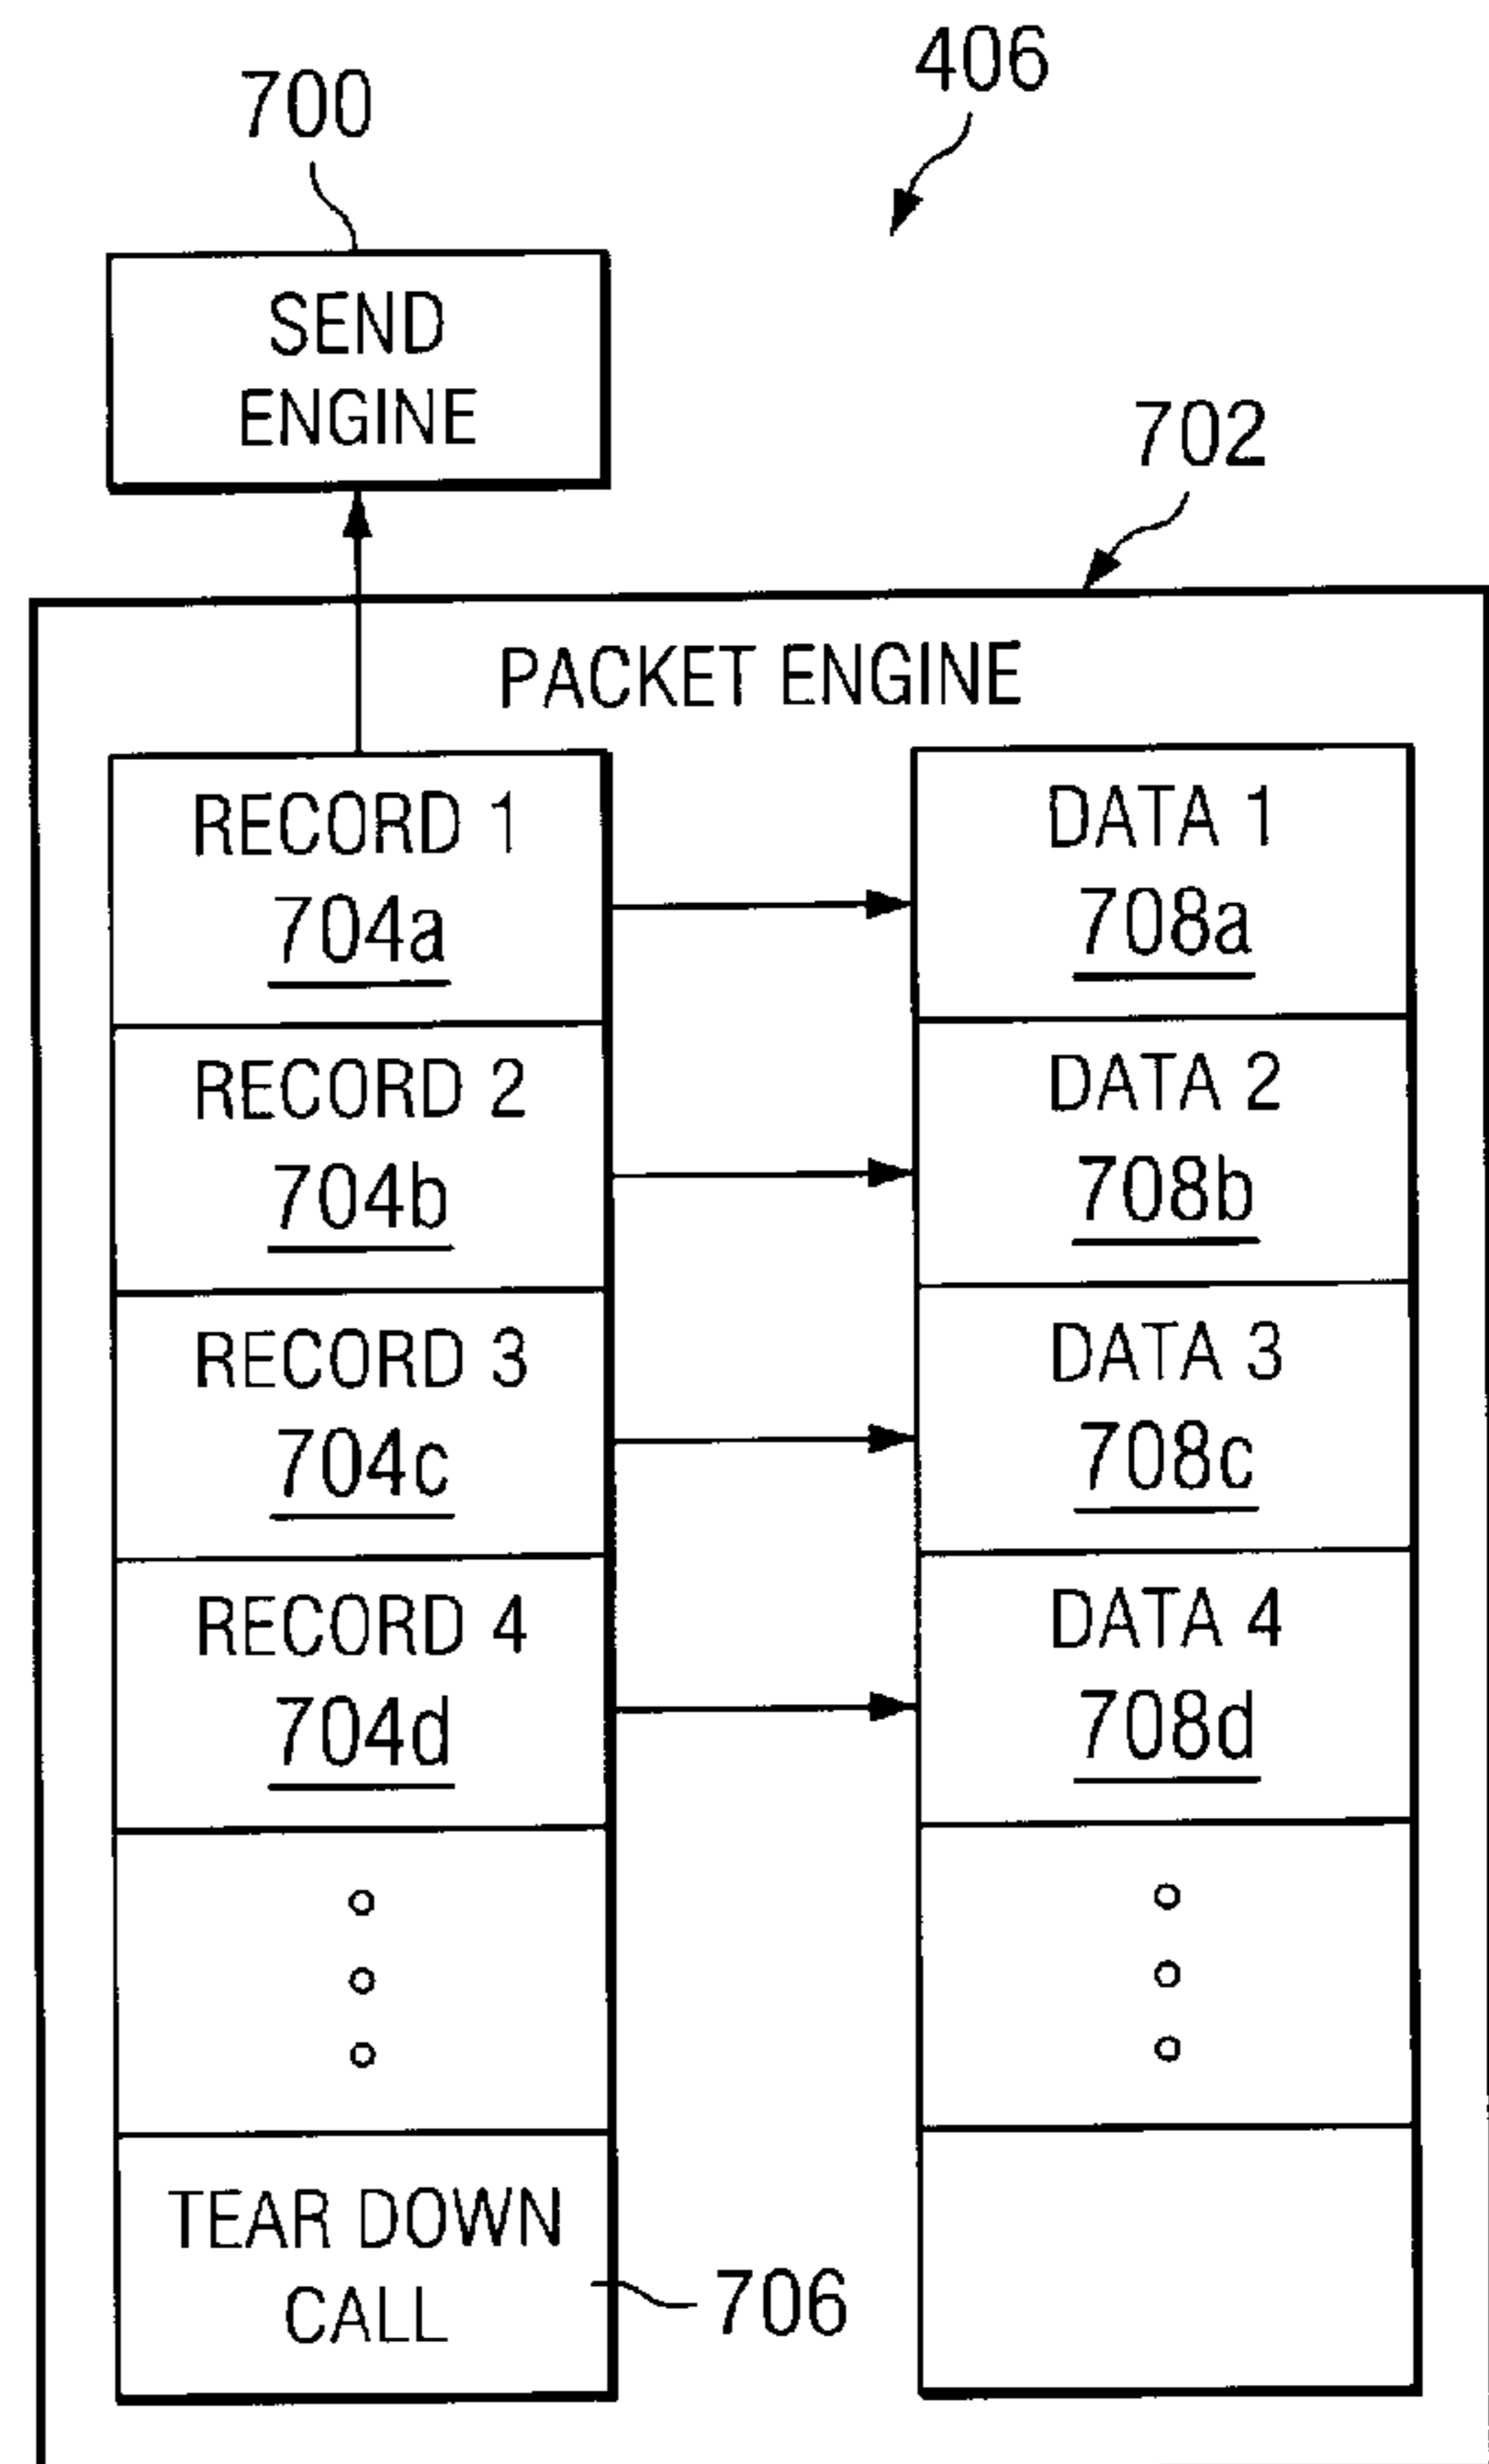 406
700
SEND
ENGINE
702
PACKET ENGINE
RECORD 1
704a
DATA 1
708a
RECORD 2
704b
DATA 2
708b
RECORD 3
704c
DATA 3
708c
RECORD 4
704d
DATA 4
708d
TEAR DOWN
CALL
706